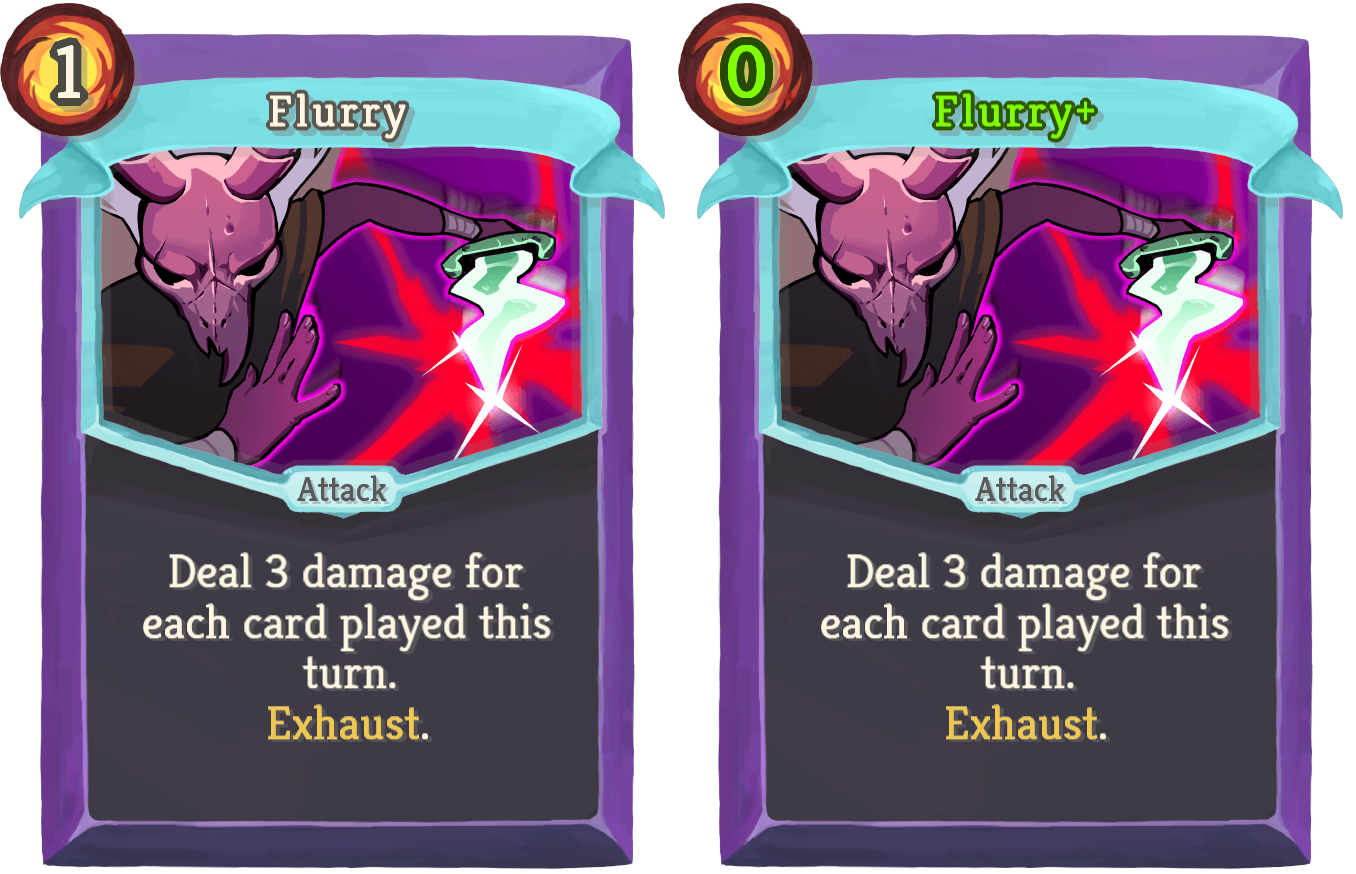 1
Flurry
Attack
Deal 3 damage for
each card played this
turn.
Exhaust.
0
Flurry+
Attack
Deal 3 damage for
each card played this
turn.
Exhaust.